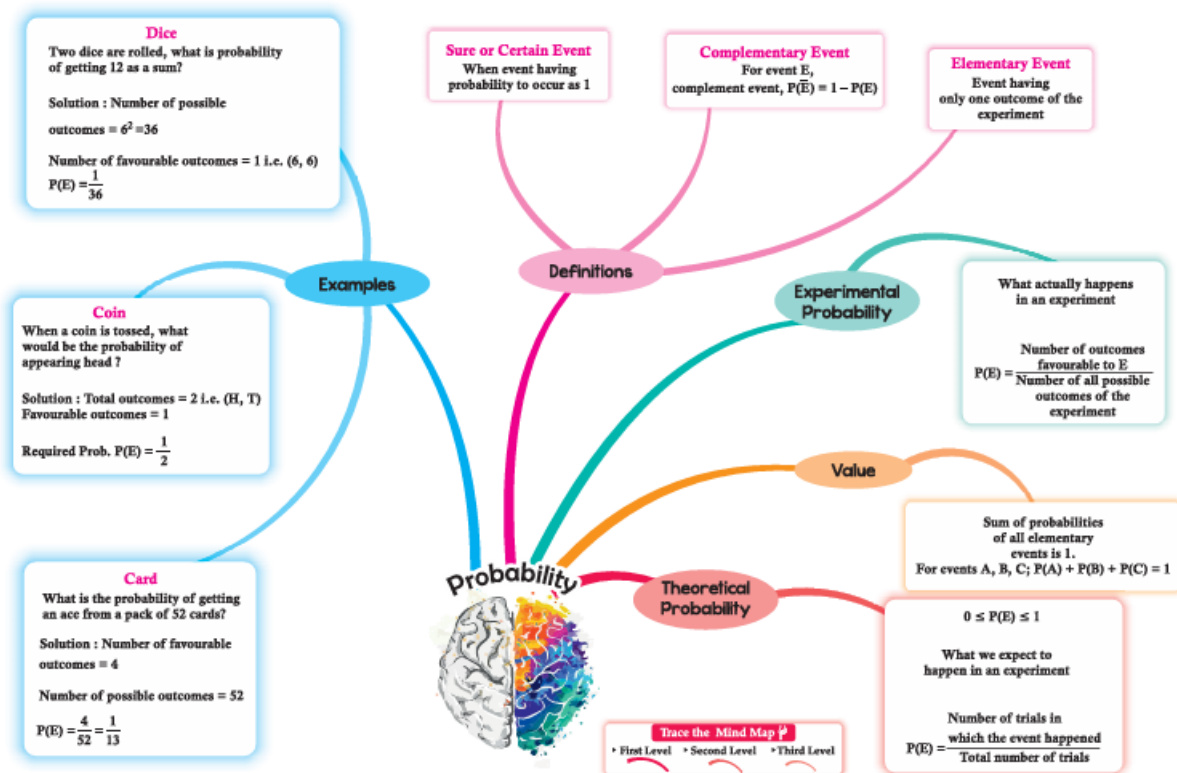 Dice
Two dice are rolled, what is probability
of getting 12 as a sum?
Solution : Number of possible
outcomes = 6² =36
Number of favourable outcomes = 1 i.e. (6, 6)
P(E) = 1/36
Sure or Certain Event
When event having
probability to occur as 1
Complementary Event
For event E,
complement event, P(E̅) = 1 – P(E)
Elementary Event
Event having
only one outcome of the
experiment
Examples
Definitions
Experimental
Probability
What actually happens
in an experiment
Number of outcomes
favourable to E
P(E) =
Number of all possible
outcomes of the
experiment
Coin
When a coin is tossed, what
would be the probability of
appearing head ?
Solution : Total outcomes = 2 i.e. (H, T)
Favourable outcomes = 1
Required Prob. P(E) = 1/2
Value
Sum of probabilities
of all elementary
events is 1.
For events A, B, C; P(A) + P(B) + P(C) = 1
Card
What is the probability of getting
an ace from a pack of 52 cards?
Solution : Number of favourable
outcomes = 4
Number of possible outcomes = 52
P(E) = 4/52 = 1/13
Probability
Theoretical
Probability
0 ≤ P(E) ≤ 1
What we expect to
happen in an experiment
Number of trials in
which the event happened
P(E) =
Total number of trials
Trace the Mind Map
First Level Second Level Third Level